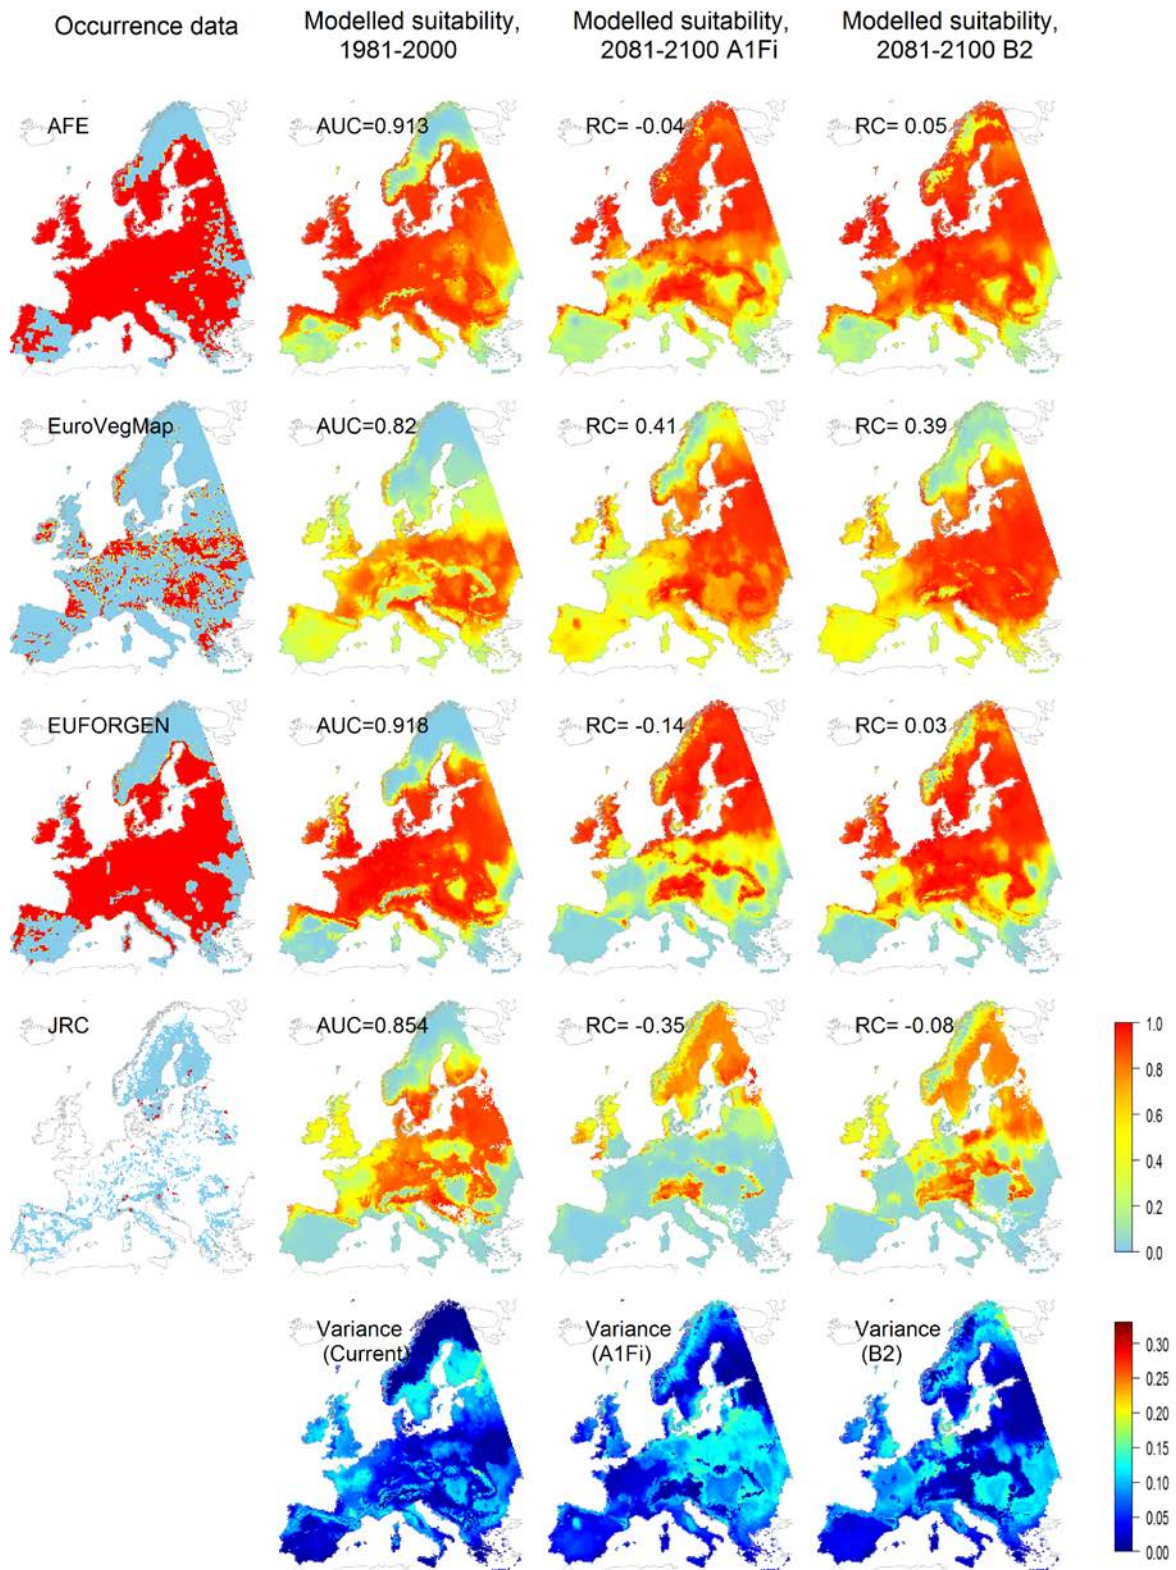 Occurrence data
Modelled suitability,
1981-2000
Modelled suitability,
2081-2100 A1Fi
Modelled suitability,
2081-2100 B2
AFE
AUC=0.913
RC= -0.04
RC= 0.05
EuroVegMap
AUC=0.82
RC= 0.41
RC= 0.39
EUFORGEN
AUC=0.918
RC= -0.14
RC= 0.03
JRC
AUC=0.854
RC= -0.35
RC= -0.08
1.0
0.8
0.6
0.4
0.2
0.0
Variance
(Current)
Variance
(A1Fi)
Variance
(B2)
0.30
0.25
0.20
0.15
0.10
0.05
0.00